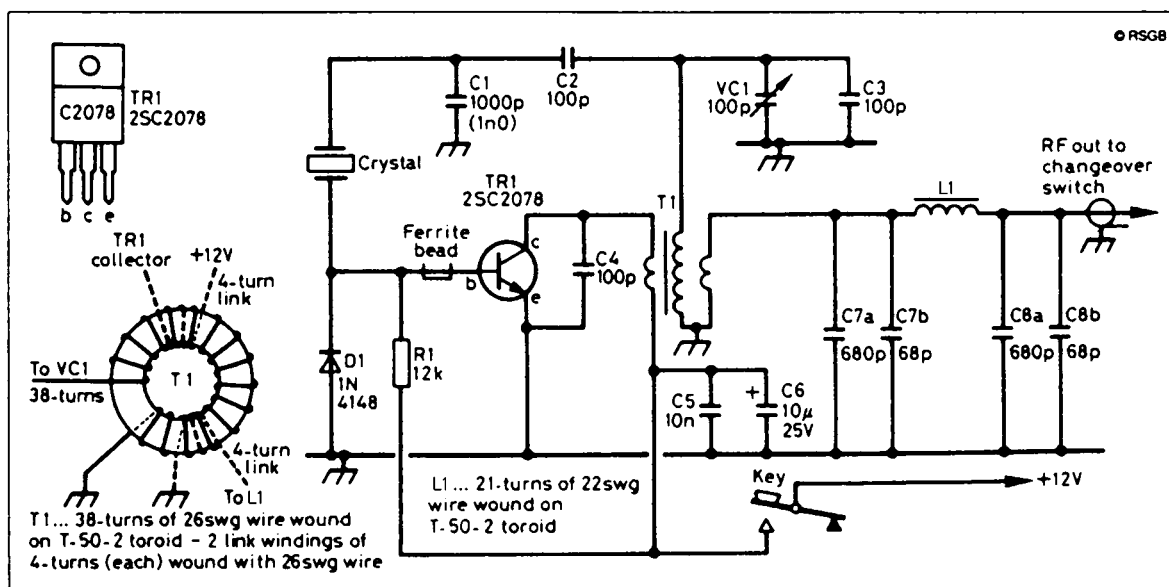 © RSGB
C2078
TR1
2SC2078
b c e
C1
1000p
(1n0)
C2
100p
VC1
100p
C3
100p
Crystal
TR1
2SC2078
Ferrite
bead
b
c
e
C4
100p
T1
L1
RF out to
changeover
switch
TR1
collector
+12V
4-turn
link
To VC1
38-turns
T1
4-turn
link
To L1
D1
1N
4148
R1
12k
C5
10n
+
C6
10µ
25V
C7a
680p
C7b
68p
C8a
680p
C8b
68p
Key
+12V
L1... 21-turns of 22swg
wire wound on
T-50-2 toroid
T1... 38-turns of 26swg wire wound
on T-50-2 toroid - 2 link windings of
4-turns (each) wound with 26swg wire